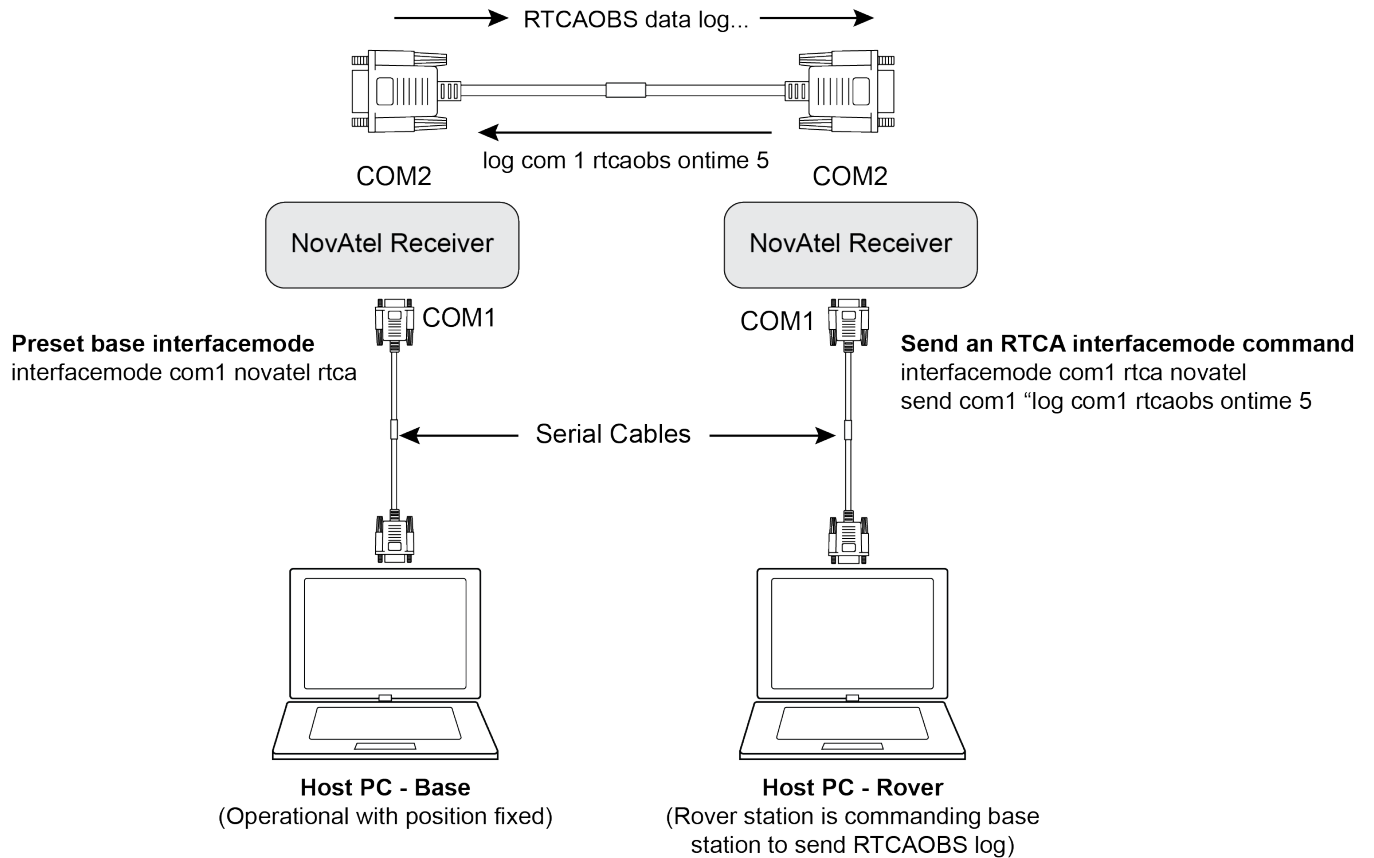 RTCAOBS data log...
log com 1 rtcaobs ontime 5
COM2
COM2
NovAtel Receiver
NovAtel Receiver
COM1
COM1
Preset base interfacemode
interfacemode com1 novatel rtca
Send an RTCA interfacemode command
interfacemode com1 rtca novatel
send com1 “log com1 rtcaobs ontime 5
Serial Cables
Host PC - Base
(Operational with position fixed)
Host PC - Rover
(Rover station is commanding base
station to send RTCAOBS log)